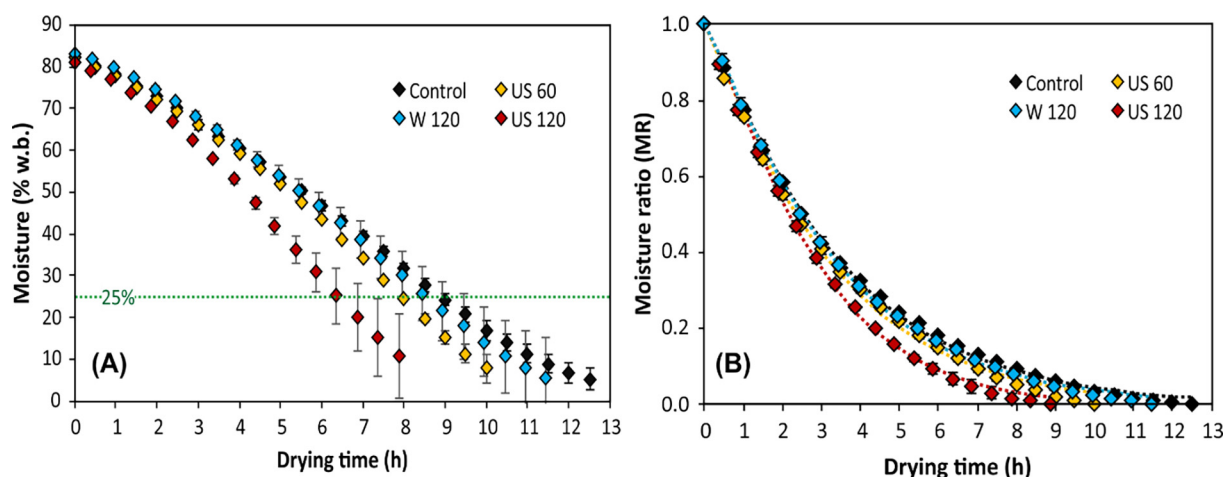 90
80
70
60
50
40
30
20
10
0
Moisture (% w.b.)
25%
(A)
Control
US 60
W 120
US 120
0 1 2 3 4 5 6 7 8 9 10 11 12 13
Drying time (h)
1.0
0.8
0.6
0.4
0.2
0.0
Moisture ratio (MR)
(B)
Control
US 60
W 120
US 120
0 1 2 3 4 5 6 7 8 9 10 11 12 13
Drying time (h)